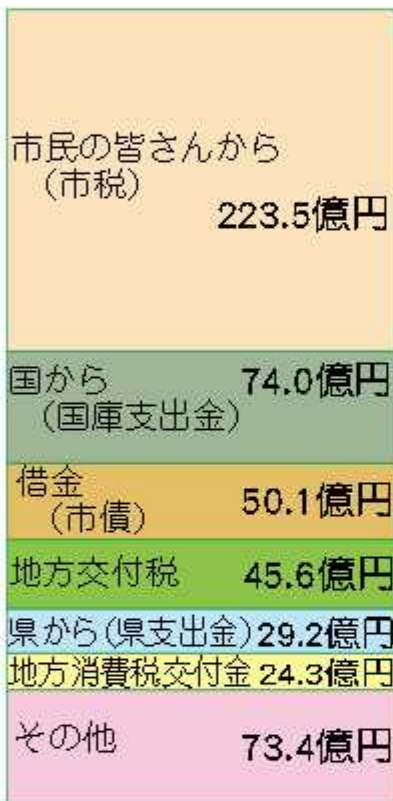 市民の皆さんから
（市税）
223.5億円
国から 74.0億円
（国庫支出金）
借金
（市債） 50.1億円
地方交付税 45.6億円
県から（県支出金）29.2億円
地方消費税交付金 24.3億円
その他 73.4億円